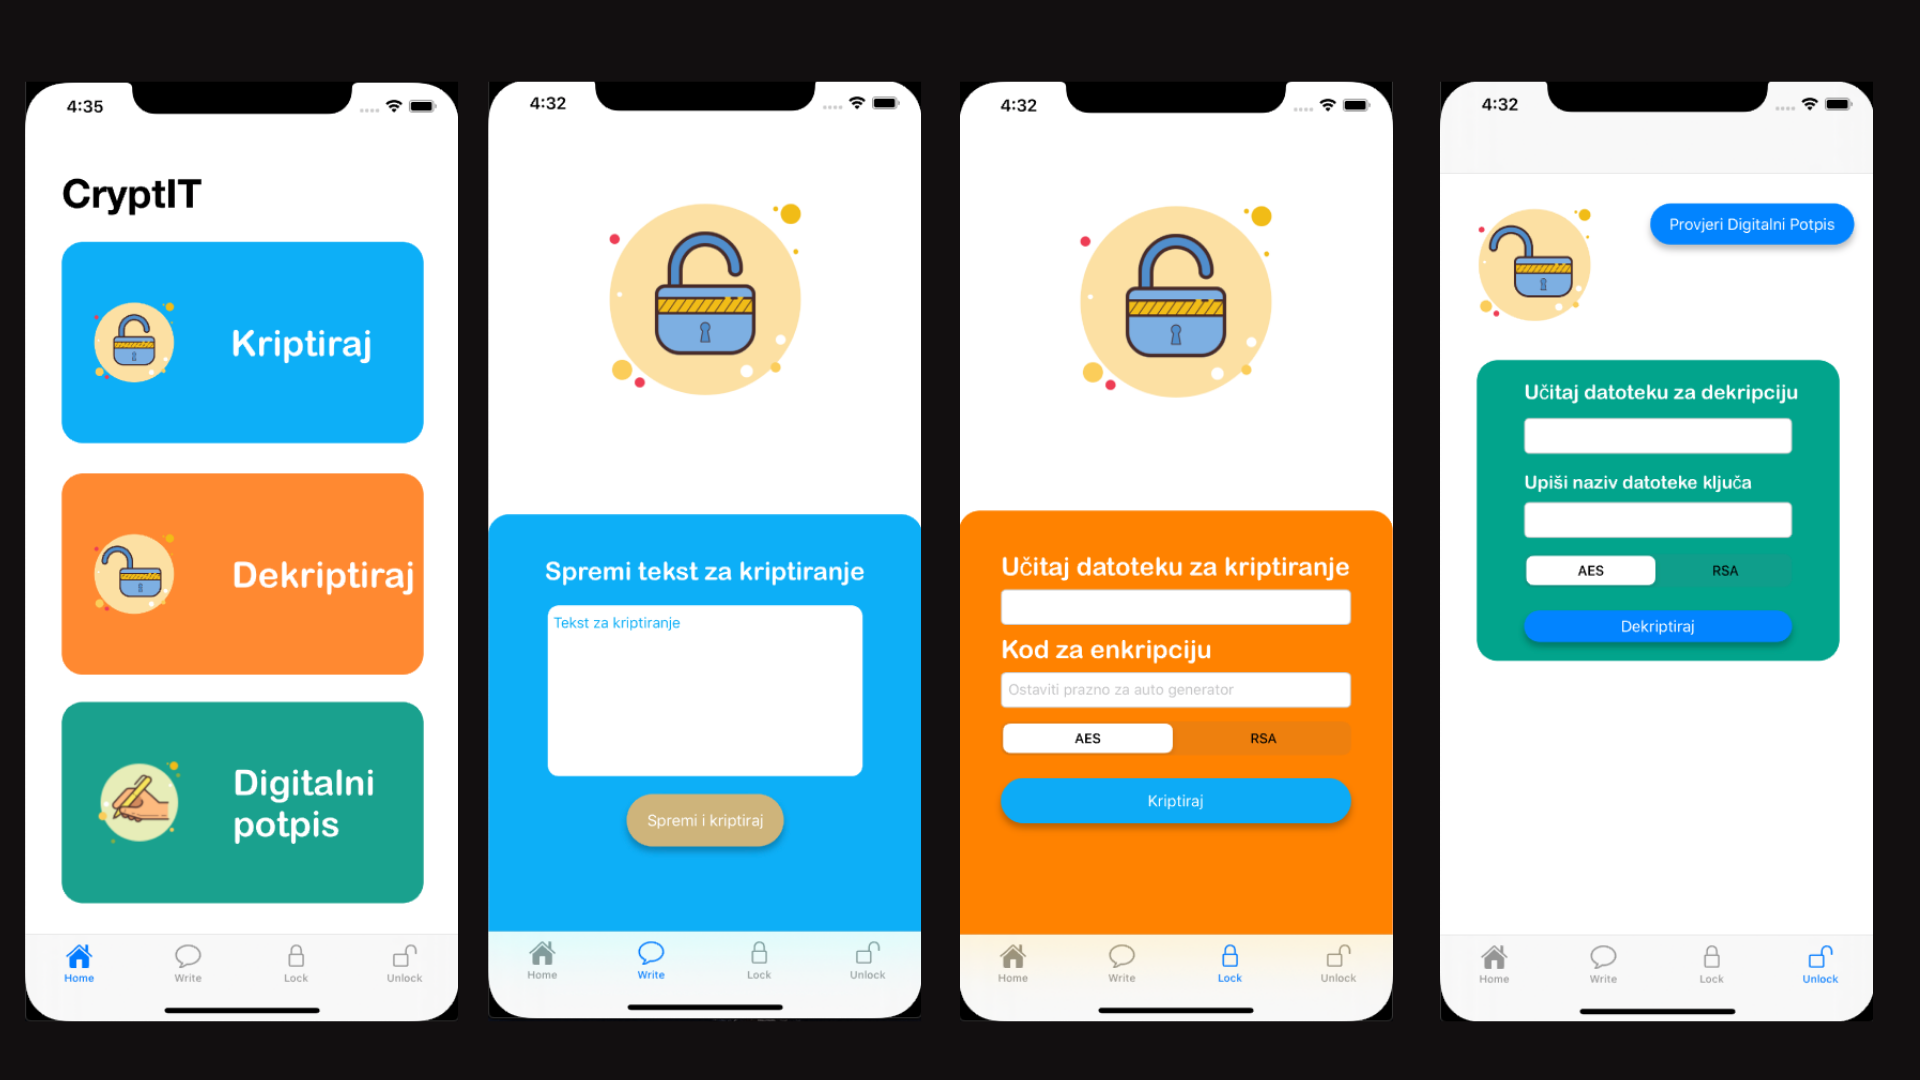 4:35
CryptIT
Kriptiraj
Dekriptiraj
Digitalni
potpis
Home
Write
Lock
Unlock
4:32
Spremi tekst za kriptiranje
Tekst za kriptiranje
Spremi i kriptiraj
Home
Write
Lock
Unlock
4:32
Učitaj datoteku za kriptiranje
Kod za enkripciju
Ostaviti prazno za auto generator
AES
RSA
Kriptiraj
Home
Write
Lock
Unlock
4:32
Provjeri Digitalni Potpis
Učitaj datoteku za dekripciju
Upiši naziv datoteke ključa
AES
RSA
Dekriptiraj
Home
Write
Lock
Unlock